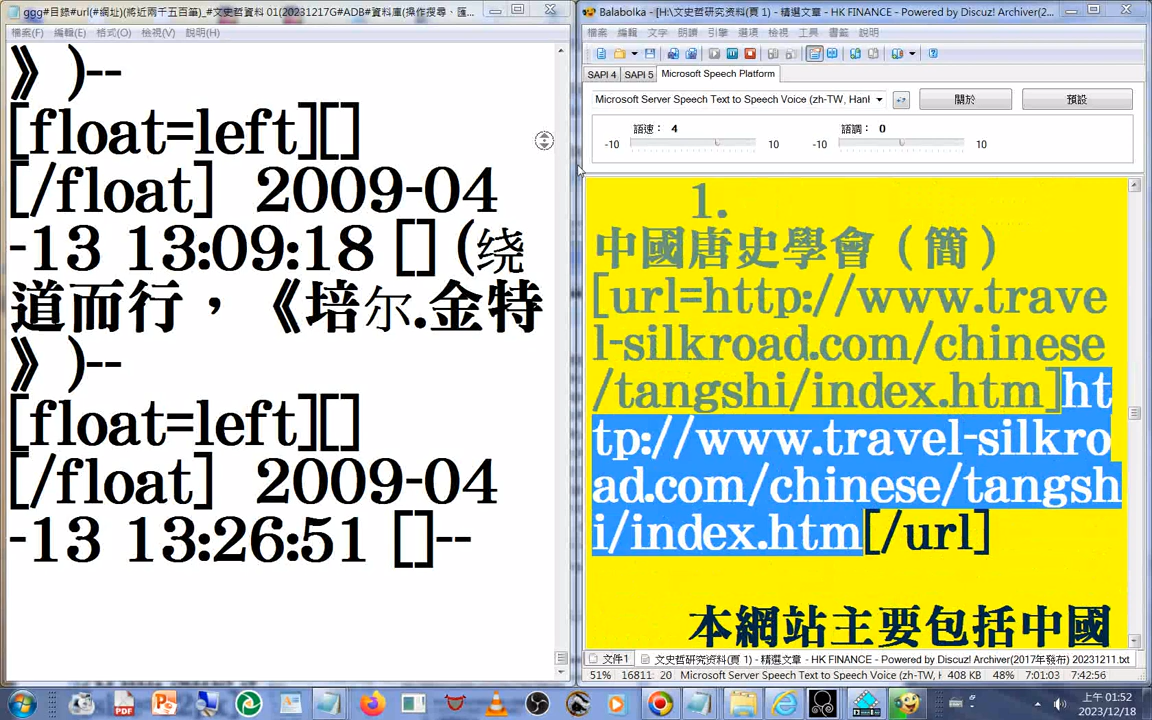 ggg#目錄#url(#網址)(將近兩千五百筆)_#文史哲資料 01(20231217G#ADB#資料庫(操作搜尋、匯...
檔案(F) 編輯(E) 格式(O) 檢視(V) 說明(H)
》)--
[float=left][]
[/float] 2009-04
-13 13:09:18 [] (绕
道而行，《培尔.金特
》)--
[float=left][]
[/float] 2009-04
-13 13:26:51 []--
Balabolka - [H:\文史哲研究资料(頁 1) - 精選文章 - HK FINANCE - Powered by Discuz! Archiver(2...
檔案 編輯 文字 朗讀 引擎 選項 檢視 工具 書籤 說明
SAPI 4 SAPI 5 Microsoft Speech Platform
Microsoft Server Speech Text to Speech Voice (zh-TW, Hanl
關於 預設
語速： 4 語調： 0
-10 10 -10 10
1.
中國唐史學會（簡）
[url=http://www.trave
l-silkroad.com/chinese
/tangshi/index.htm]ht
tp://www.travel-silkro
ad.com/chinese/tangsh
i/index.htm[/url]
本網站主要包括中國
文件1 文史哲研究资料(頁 1) - 精選文章 - HK FINANCE - Powered by Discuz! Archiver(2017年發布) 20231211.txt
51% 16811: 20 Microsoft Server Speech Text to Speech Voice (zh-TW, Ha 408 KB 48% 7:01:03 7:42:56
上午 01:52
2023/12/18